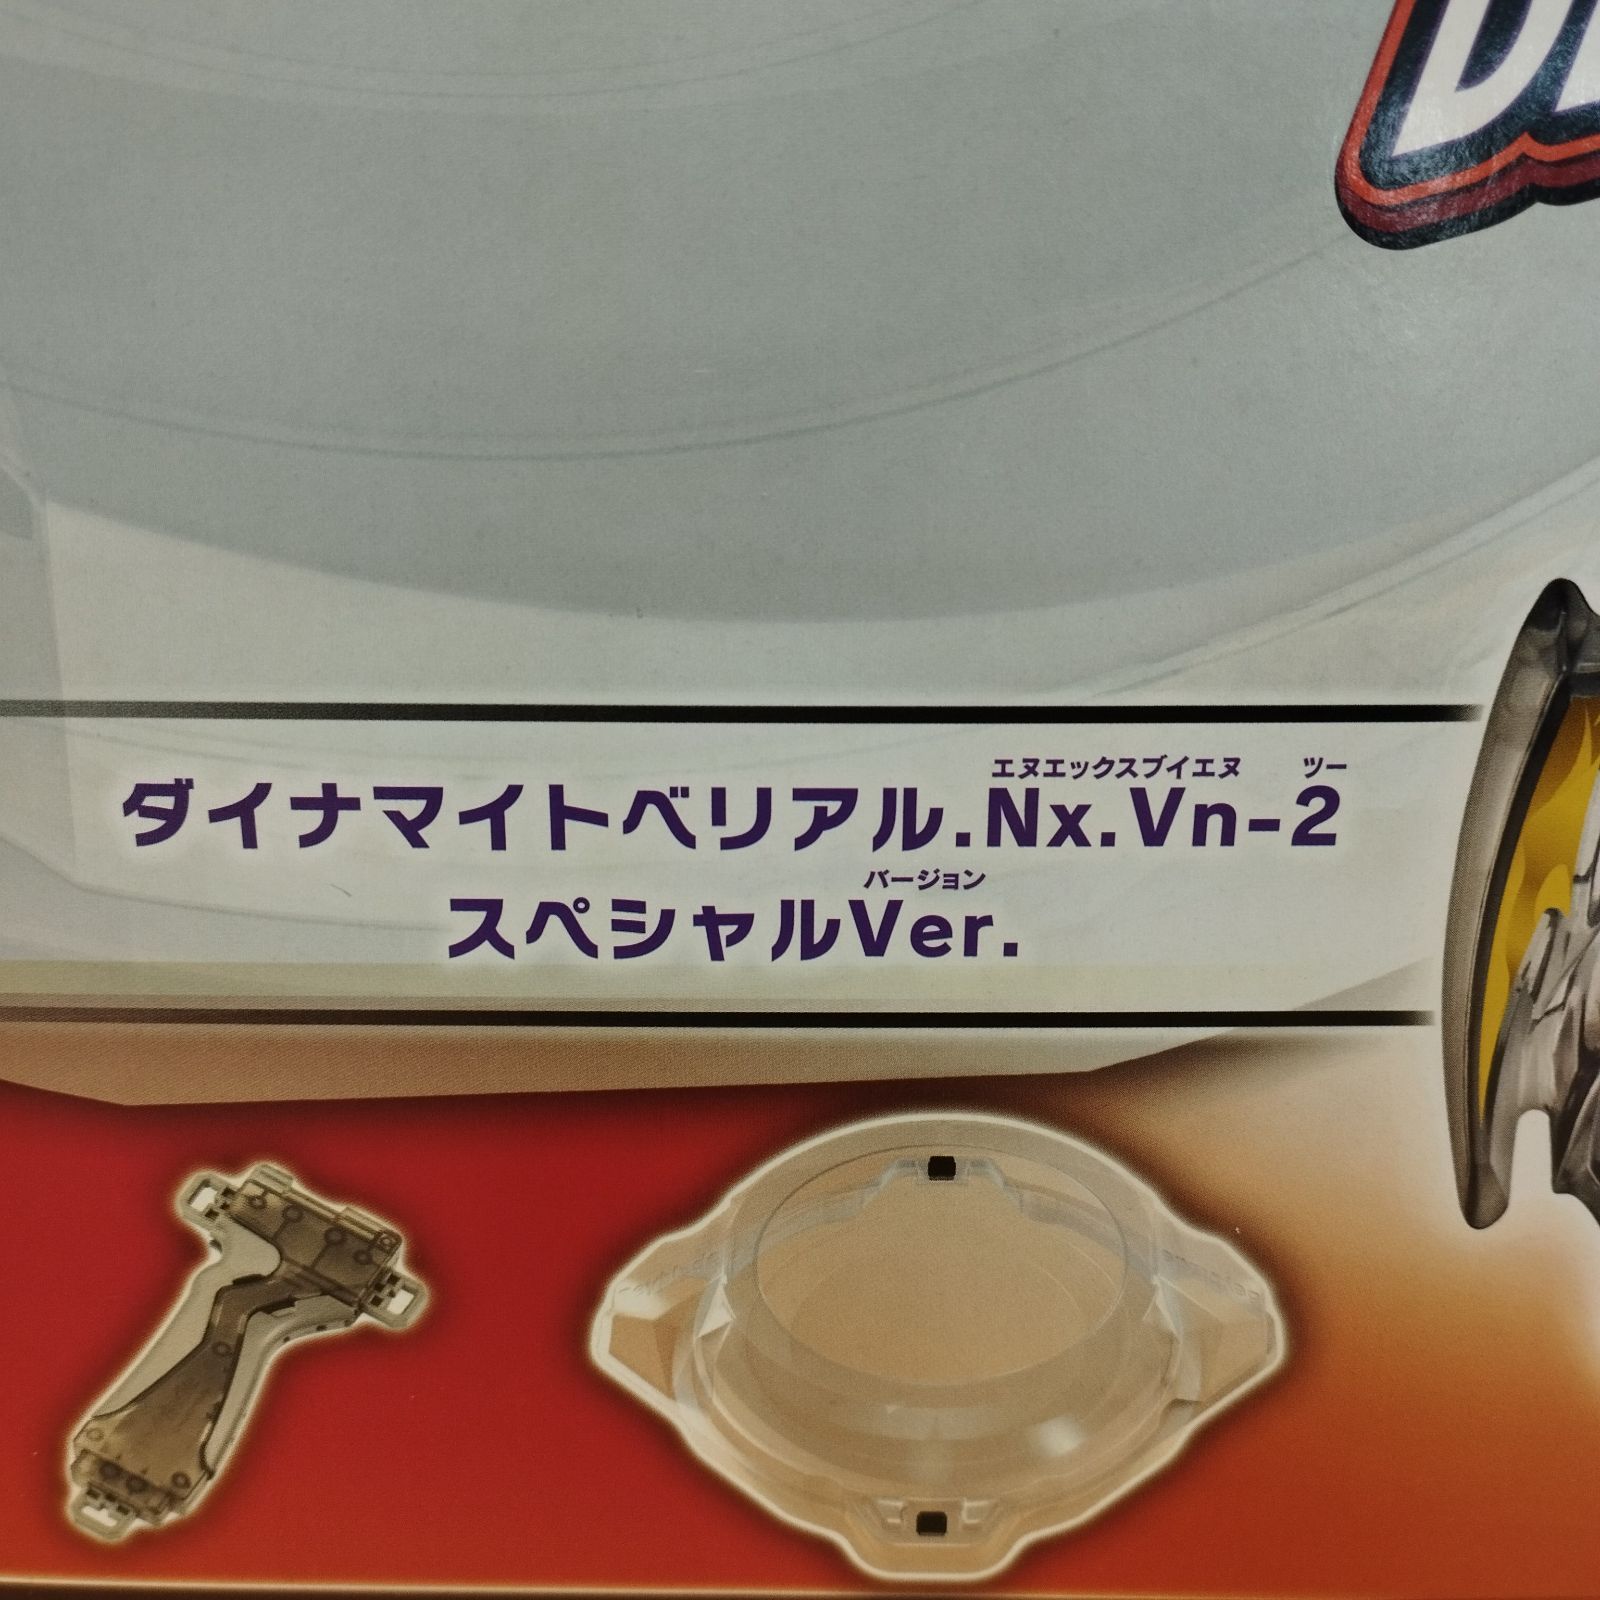 エヌエックスブイエヌ ツー
ダイナマイトベリアル.Nx.Vn-2
バージョン
スペシャルVer.